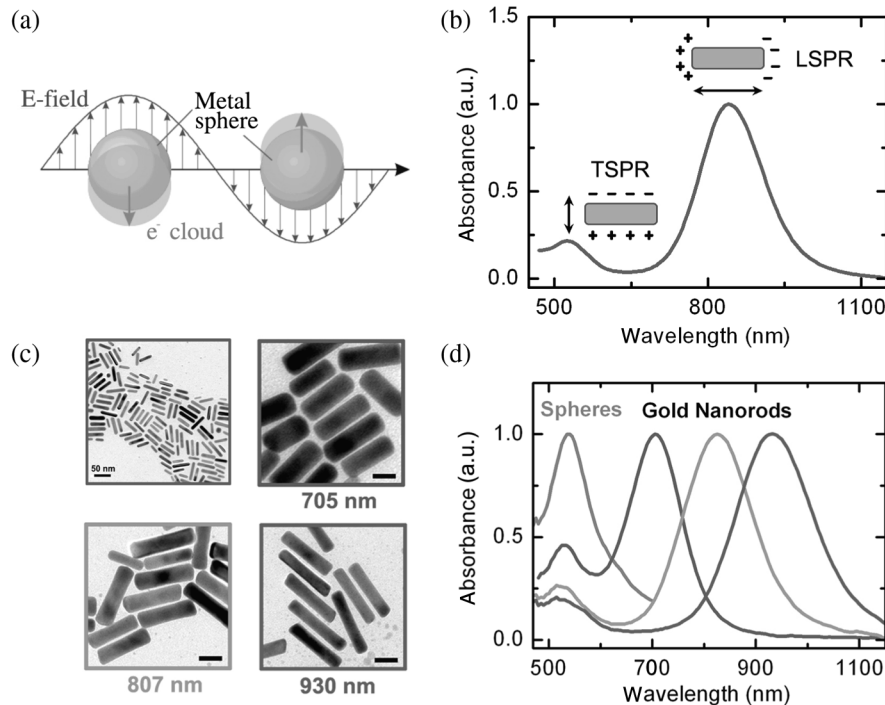 (a)
E-field
Metal
sphere
e⁻ cloud
(b)
Absorbance (a.u.)
1.5
1.0
0.5
0.0
LSPR
+ + + +
- - - -
TSPR
- - - -
+ + + +
500 800 1100
Wavelength (nm)
(c)
50 nm
705 nm
807 nm
930 nm
(d)
Spheres Gold Nanorods
Absorbance (a.u.)
1.0
0.5
0.0
500 700 900 1100
Wavelength (nm)